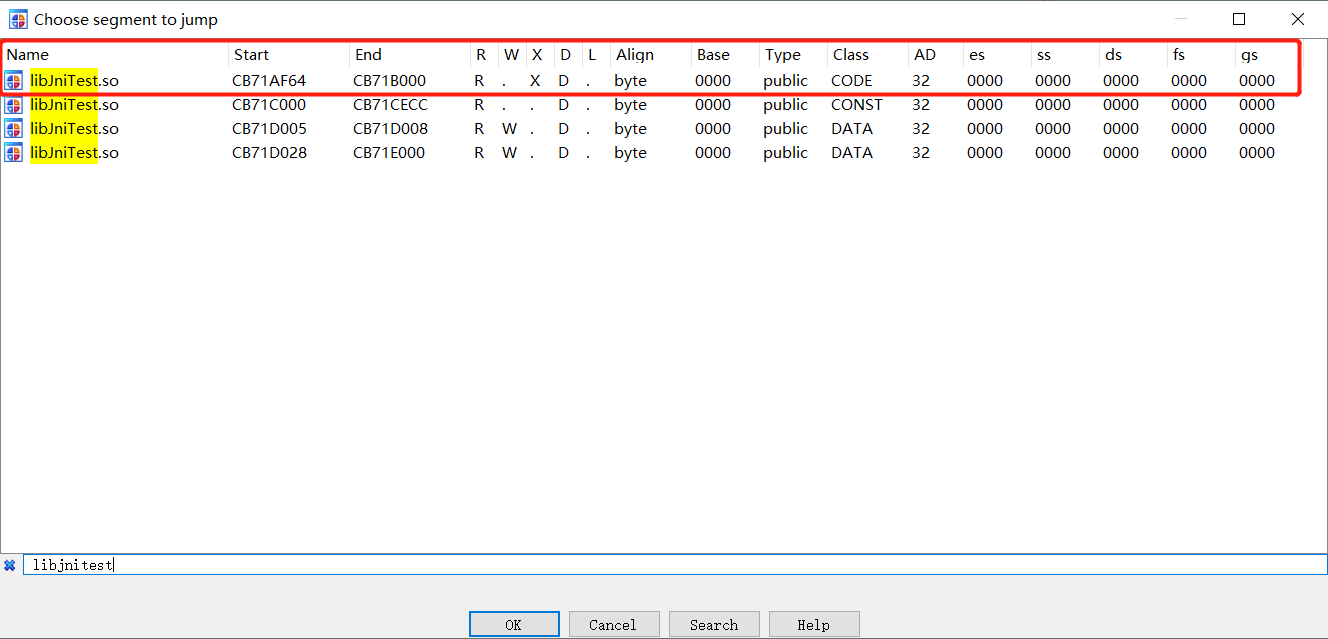 Choose segment to jump
Name Start End R W X D L Align Base Type Class AD es ss ds fs gs
libJniTest.so CB71AF64 CB71B000 R . X D . byte 0000 public CODE 32 0000 0000 0000 0000 0000
libJniTest.so CB71C000 CB71CECC R . . D . byte 0000 public CONST 32 0000 0000 0000 0000 0000
libJniTest.so CB71D005 CB71D008 R W . D . byte 0000 public DATA 32 0000 0000 0000 0000 0000
libJniTest.so CB71D028 CB71E000 R W . D . byte 0000 public DATA 32 0000 0000 0000 0000 0000
libjnitest
OK Cancel Search Help